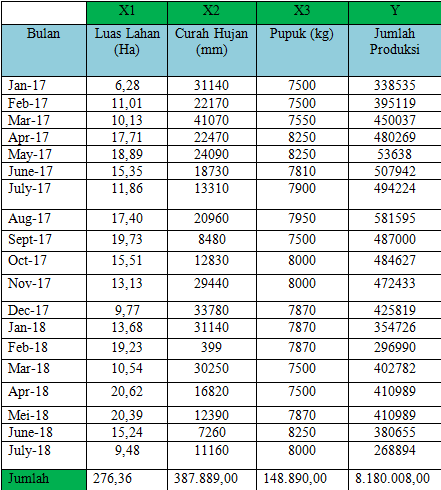 X1 X2 X3 Y
Bulan Luas Lahan (Ha) Curah Hujan (mm) Pupuk (kg) Jumlah Produksi
Jan-17 6,28 31140 7500 338535
Feb-17 11,01 22170 7500 395119
Mar-17 10,13 41070 7550 450037
Apr-17 17,71 22470 8250 480269
May-17 18,89 24090 8250 53638
June-17 15,35 18730 7810 507942
July-17 11,86 13310 7900 494224
Aug-17 17,40 20960 7950 581595
Sept-17 19,73 8480 7500 487000
Oct-17 15,51 12830 8000 484627
Nov-17 13,13 29440 8000 472433
Dec-17 9,77 33780 7870 425819
Jan-18 13,68 31140 7870 354726
Feb-18 19,23 399 7870 296990
Mar-18 10,54 30250 7500 402782
Apr-18 20,62 16820 7500 410989
Mei-18 20,39 12390 7870 410989
June-18 15,24 7260 8250 380655
July-18 9,48 11160 8000 268894
Jumlah 276,36 387.889,00 148.890,00 8.180.008,00